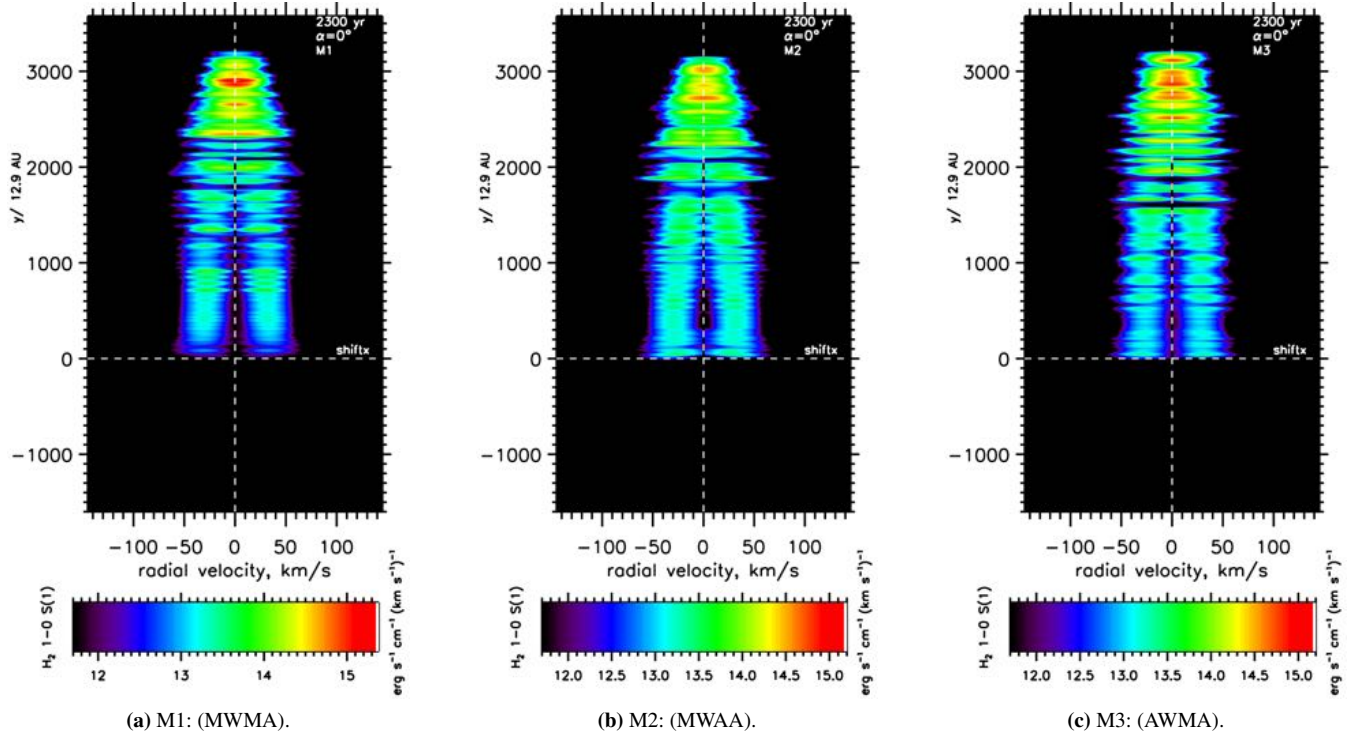 2300 yr
α=0°
M1
3000
2000
1000
0
−1000
y/ 12.9 AU
shiftx
−100 −50 0 50 100
radial velocity, km/s
H₂ 1−0 S(1)
12 13 14 15
erg s⁻¹ cm⁻¹ (km s⁻¹)⁻¹
(a) M1: (MWMA).
2300 yr
α=0°
M2
3000
2000
1000
0
−1000
y/ 12.9 AU
shiftx
−100 −50 0 50 100
radial velocity, km/s
H₂ 1−0 S(1)
12.0 12.5 13.0 13.5 14.0 14.5 15.0
erg s⁻¹ cm⁻¹ (km s⁻¹)⁻¹
(b) M2: (MWAA).
2300 yr
α=0°
M3
3000
2000
1000
0
−1000
y/ 12.9 AU
shiftx
−100 −50 0 50 100
radial velocity, km/s
H₂ 1−0 S(1)
12.0 12.5 13.0 13.5 14.0 14.5 15.0
erg s⁻¹ cm⁻¹ (km s⁻¹)⁻¹
(c) M3: (AWMA).